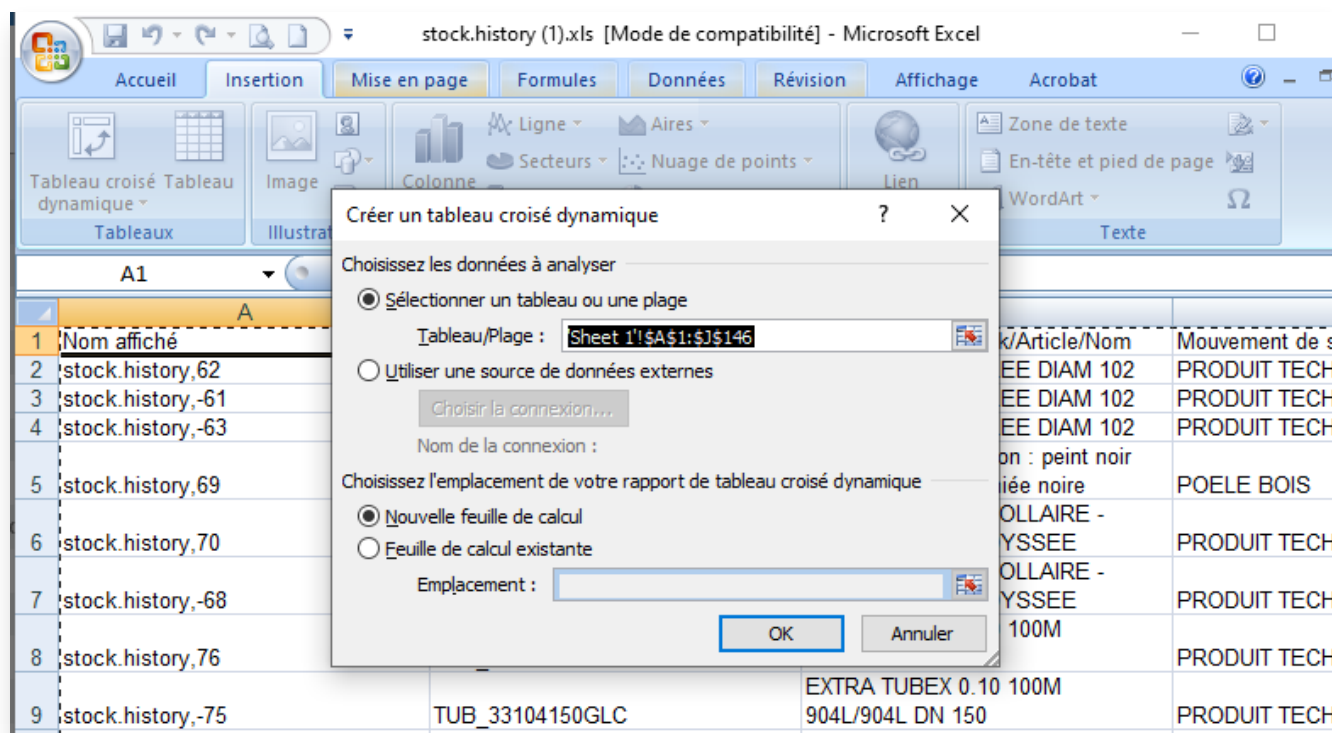 stock.history (1).xls [Mode de compatibilité] - Microsoft Excel
Accueil Insertion Mise en page Formules Données Révision Affichage Acrobat
Ligne Aires Zone de texte
Secteurs Nuage de points En-tête et pied de page
Tableau croisé dynamique Tableau Image Colonne Lien WordArt Ω
Tableaux Illustrat Texte
Créer un tableau croisé dynamique ?
Choisissez les données à analyser
Sélectionner un tableau ou une plage
Tableau/Plage : 'Sheet 1'!$A$1:$J$146
Utiliser une source de données externes
Choisir la connexion...
Nom de la connexion :
Choisissez l'emplacement de votre rapport de tableau croisé dynamique
Nouvelle feuille de calcul
Feuille de calcul existante
Emplacement :
OK Annuler
A1
A
1 Nom affiché k/Article/Nom Mouvement de s
2 stock.history,62 EE DIAM 102 PRODUIT TECH
3 stock.history,-61 EE DIAM 102 PRODUIT TECH
4 stock.history,-63 EE DIAM 102 PRODUIT TECH
on : peint noir
5 stock.history,69 iée noire POELE BOIS
OLLAIRE -
6 stock.history,70 YSSEE PRODUIT TECH
OLLAIRE -
7 stock.history,-68 YSSEE PRODUIT TECH
100M
8 stock.history,76 PRODUIT TECH
EXTRA TUBEX 0.10 100M
9 stock.history,-75 TUB_33104150GLC 904L/904L DN 150 PRODUIT TECH